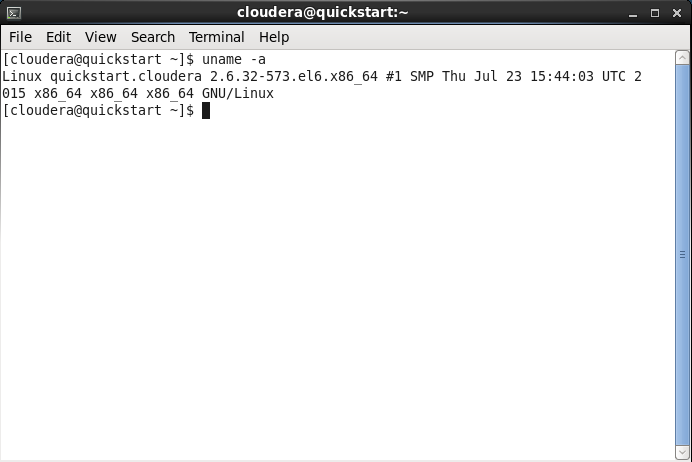 cloudera@quickstart:~
File Edit View Search Terminal Help
[cloudera@quickstart ~]$ uname -a
Linux quickstart.cloudera 2.6.32-573.el6.x86_64 #1 SMP Thu Jul 23 15:44:03 UTC 2
015 x86_64 x86_64 x86_64 GNU/Linux
[cloudera@quickstart ~]$